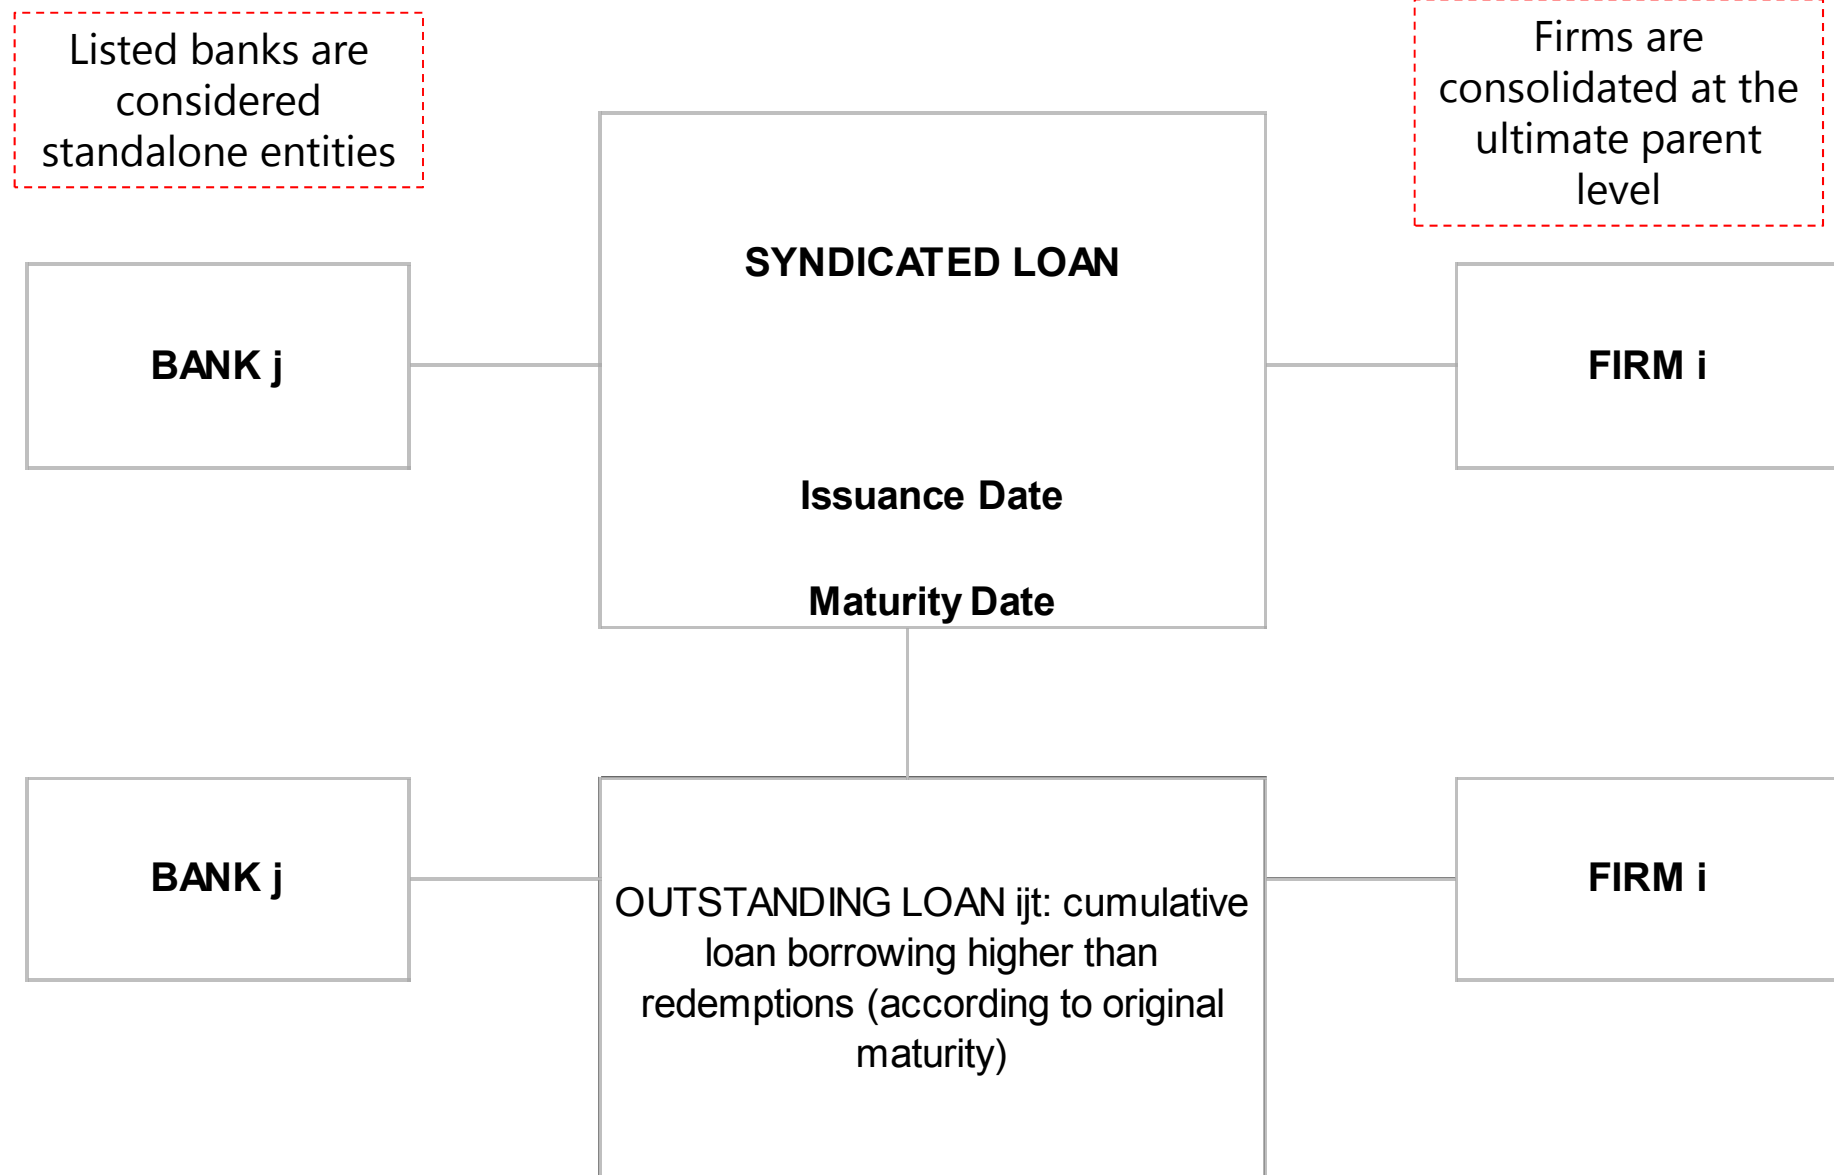 Listed banks are
considered
standalone entities
Firms are
consolidated at the
ultimate parent
level
SYNDICATED LOAN
BANK j
FIRM i
Issuance Date
Maturity Date
BANK j
FIRM i
OUTSTANDING LOAN ijt: cumulative
loan borrowing higher than
redemptions (according to original
maturity)